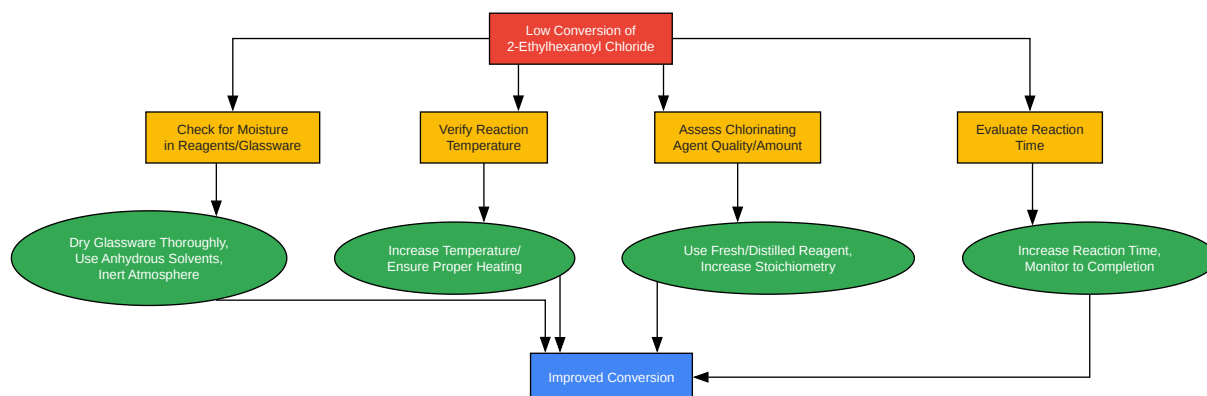 Low Conversion of
2-Ethylhexanoyl Chloride
Check for Moisture
in Reagents/Glassware
Verify Reaction
Temperature
Assess Chlorinating
Agent Quality/Amount
Evaluate Reaction
Time
Dry Glassware Thoroughly,
Use Anhydrous Solvents,
Inert Atmosphere
Increase Temperature/
Ensure Proper Heating
Use Fresh/Distilled Reagent,
Increase Stoichiometry
Increase Reaction Time,
Monitor to Completion
Improved Conversion